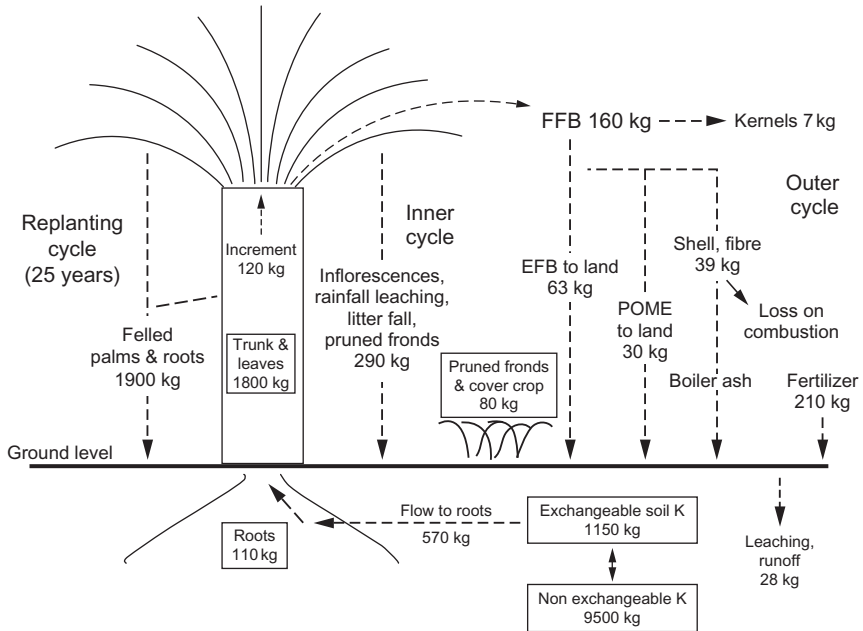 FFB 160 kg
Kernels 7 kg
Replanting
cycle
(25 years)
Increment
120 kg
Inner
cycle
Outer
cycle
Inflorescences,
rainfall leaching,
litter fall,
pruned fronds
290 kg
EFB to land
63 kg
Shell, fibre
39 kg
POME
to land
30 kg
Loss on
combustion
Felled
palms & roots
1900 kg
Trunk &
leaves
1800 kg
Pruned fronds
& cover crop
80 kg
Boiler ash
Fertilizer
210 kg
Ground level
Roots
110 kg
Flow to roots
570 kg
Exchangeable soil K
1150 kg
Non exchangeable K
9500 kg
Leaching,
runoff
28 kg